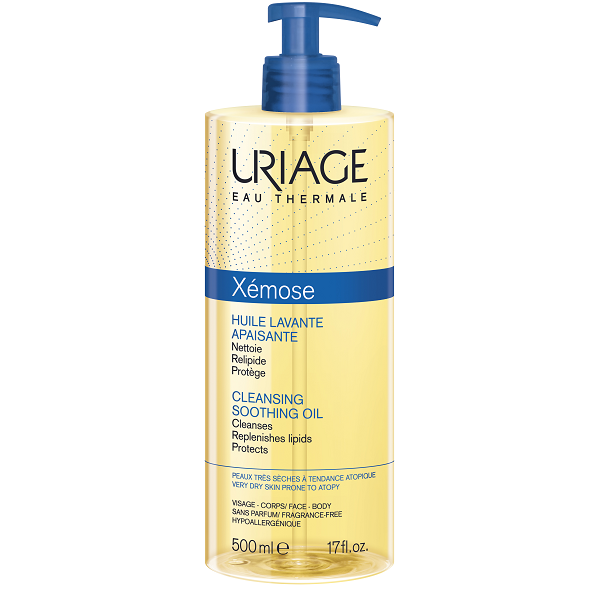 URIAGE
EAU THERMALE
Xémose
HUILE LAVANTE
APAISANTE
Nettoie
Relipide
Protège
CLEANSING
SOOTHING OIL
Cleanses
Replenishes lipids
Protects
PEAUX TRÈS SÈCHES À TENDANCE ATOPIQUE
VERY DRY SKIN PRONE TO ATOPY
VISAGE - CORPS/ FACE - BODY
SANS PARFUM/ FRAGRANCE-FREE
HYPOALLERGÉNIQUE
500 ml ℮ 17fl.oz.